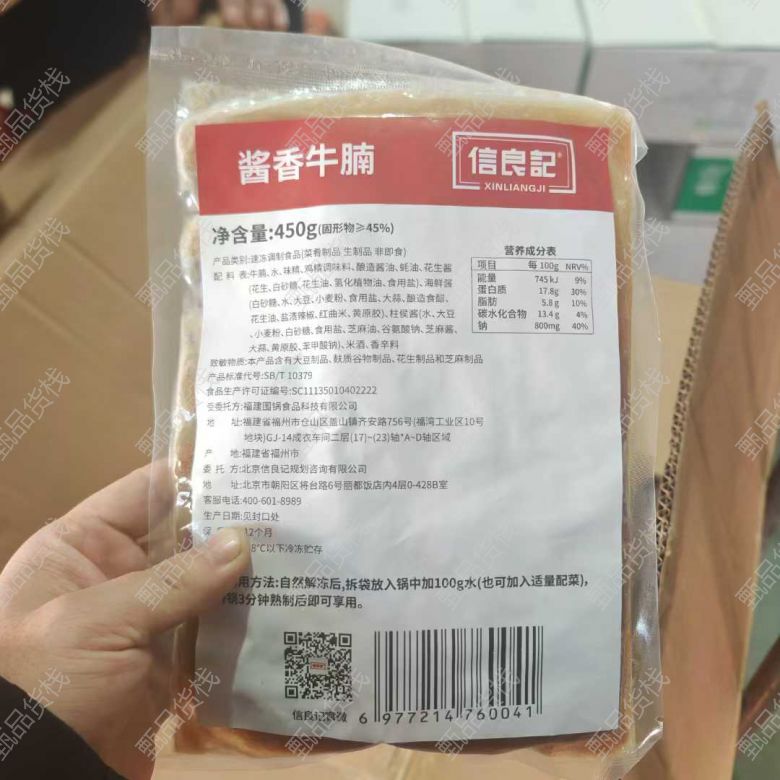 酱香牛腩
信良記®
XINLIANGJI
净含量:450g(固形物≥45%)
产品类别:速冻调制食品(菜肴制品 生制品 非即食)
配 料 表:牛腩、水、味精、鸡精调味料、酿造酱油、蚝油、花生酱
(花生、白砂糖、花生油、氢化植物油、食用盐)、海鲜酱
(白砂糖、水、大豆、小麦粉、食用盐、大蒜、酿造食醋、
花生油、盐渍辣椒、红曲米、黄原胶)、柱侯酱(水、大豆
、小麦粉、白砂糖、食用盐、芝麻油、谷氨酸钠、芝麻酱、
大蒜、黄原胶、苯甲酸钠)、米酒、香辛料
致敏物质:本产品含有大豆制品、麸质谷物制品、花生制品和芝麻制品
产品标准代号:SB/T 10379
食品生产许可证编号:SC11135010402222
受委托方:福建围锅食品科技有限公司
地 址:福建省福州市仓山区盖山镇齐安路756号(福湾工业区10号
地块)GJ-14成衣车间二层(17)~(23)轴*A~D轴区域
产 地:福建省福州市
委 托 方:北京信良记规划咨询有限公司
地 址:北京市朝阳区将台路6号丽都饭店内4层0-428B室
客服电话:400-601-8989
生产日期:见封口处
保 12个月
8℃以下冷冻贮存
用方法:自然解冻后,拆袋放入锅中加100g水(也可加入适量配菜),
锅3分钟熟制后即可享用。
营养成分表
项目 每 100g NRV%
能量 745 kJ 9%
蛋白质 17.8g 30%
脂肪 5.8 g 10%
碳水化合物 13.4 g 4%
钠 800mg 40%
信良记食微
6 977214 760041
甄品货栈